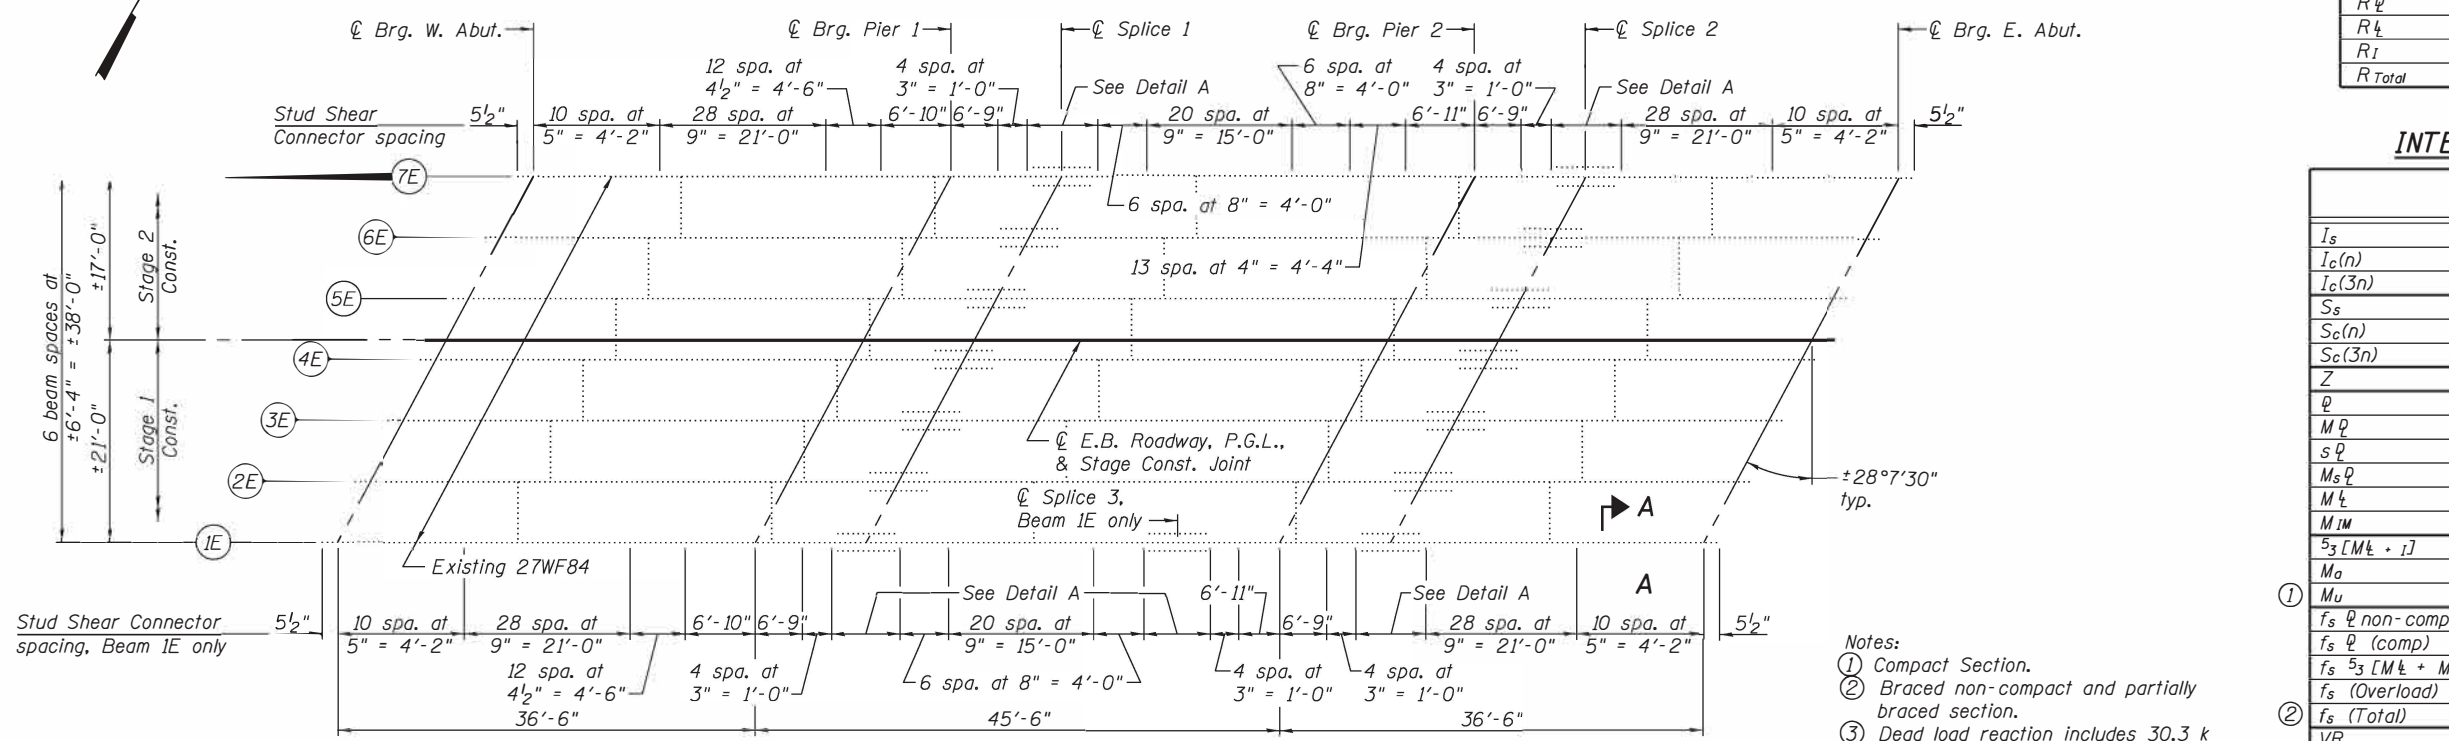 ℄ Brg. W. Abut.
℄ Brg. Pier 1
℄ Splice 1
℄ Brg. Pier 2
℄ Splice 2
℄ Brg. E. Abut.
12 spa. at
4½" = 4'-6"
4 spa. at
3" = 1'-0"
See Detail A
6 spa. at
8" = 4'-0"
4 spa. at
3" = 1'-0"
See Detail A
Stud Shear
Connector spacing
5½"
10 spa. at
5" = 4'-2"
28 spa. at
9" = 21'-0"
6'-10"
6'-9"
20 spa. at
9" = 15'-0"
6'-11"
6'-9"
28 spa. at
9" = 21'-0"
10 spa. at
5" = 4'-2"
5½"
7E
6 spa. at 8" = 4'-0"
6E
13 spa. at 4" = 4'-4"
5E
4E
3E
2E
1E
6 beam spaces at
±6'-4" = ±38'-0"
±17'-0"
±21'-0"
Stage 2
Const.
Stage 1
Const.
℄ E.B. Roadway, P.G.L.,
& Stage Const. Joint
℄ Splice 3,
Beam 1E only
±28°7'30"
typ.
A
A
Existing 27WF84
See Detail A
6'-11"
See Detail A
Stud Shear Connector
spacing, Beam 1E only
5½"
10 spa. at
5" = 4'-2"
28 spa. at
9" = 21'-0"
6'-10"
6'-9"
20 spa. at
9" = 15'-0"
6'-9"
28 spa. at
9" = 21'-0"
10 spa. at
5" = 4'-2"
5½"
12 spa. at
4½" = 4'-6"
4 spa. at
3" = 1'-0"
6 spa. at 8" = 4'-0"
4 spa. at
3" = 1'-0"
4 spa. at
3" = 1'-0"
36'-6"
45'-6"
36'-6"
Notes:
① Compact Section.
② Braced non-compact and partially
braced section.
③ Dead load reaction includes 30.3 k
R℄
RI
R Total
INTE
Is
Ic(n)
Ic(3n)
Ss
Sc(n)
Sc(3n)
Z
M IM
Ma
① Mu
fs (Overload)
② fs (Total)
VR